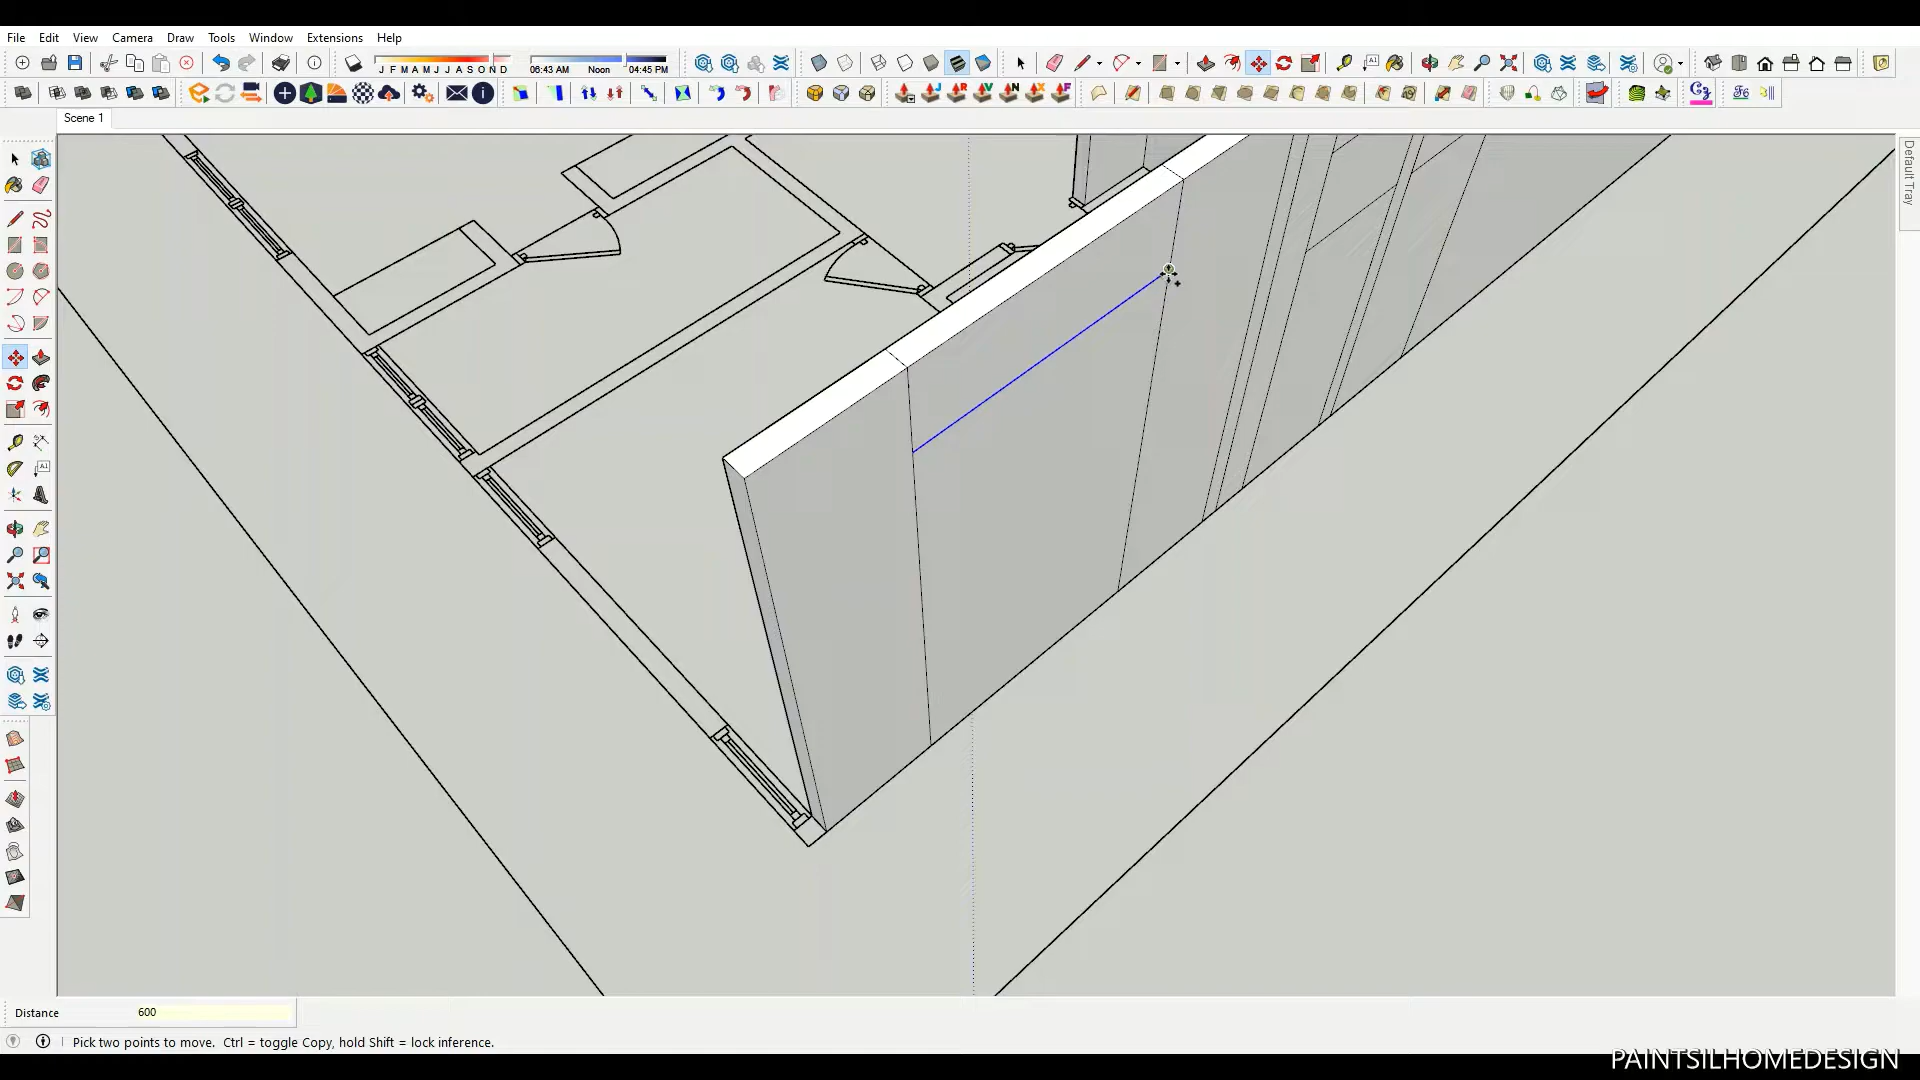 File Edit View Camera Draw Tools Window Extensions Help
J F M A M J J A S O N D
06:43 AM Noon 04:45 PM
Scene 1
Default Tray
Distance 600
Pick two points to move. Ctrl = toggle Copy, hold Shift = lock inference.
PAINTSILHOMEDESIGN